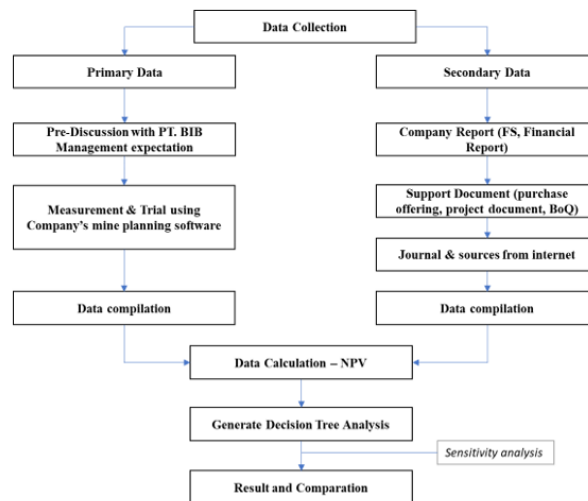 Data Collection
Primary Data
Secondary Data
Pre-Discussion with PT. BIB
Management expectation
Company Report (FS, Financial
Report)
Measurement & Trial using
Company's mine planning software
Support Document (purchase
offering, project document, BoQ)
Journal & sources from internet
Data compilation
Data compilation
Data Calculation – NPV
Generate Decision Tree Analysis
Sensitivity analysis
Result and Comparation